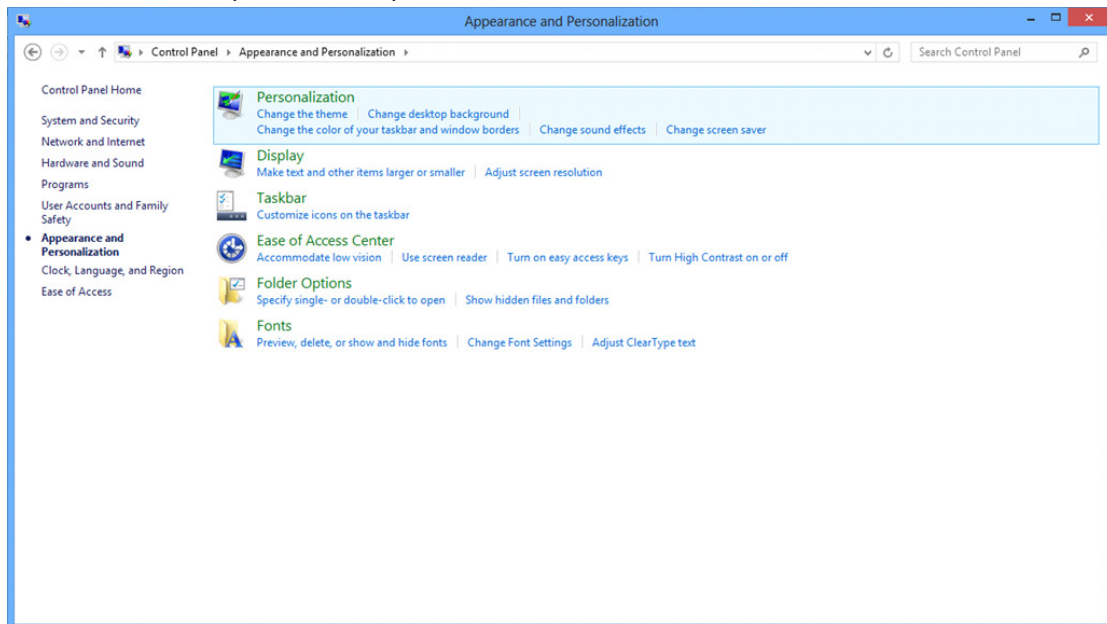 Appearance and Personalization
Control Panel Appearance and Personalization
Search Control Panel
Control Panel Home
System and Security
Network and Internet
Hardware and Sound
Programs
User Accounts and Family
Safety
Appearance and
Personalization
Clock, Language, and Region
Ease of Access
Personalization
Change the theme Change desktop background
Change the color of your taskbar and window borders Change sound effects Change screen saver
Display
Make text and other items larger or smaller Adjust screen resolution
Taskbar
Customize icons on the taskbar
Ease of Access Center
Accommodate low vision Use screen reader Turn on easy access keys Turn High Contrast on or off
Folder Options
Specify single- or double-click to open Show hidden files and folders
Fonts
Preview, delete, or show and hide fonts Change Font Settings Adjust ClearType text